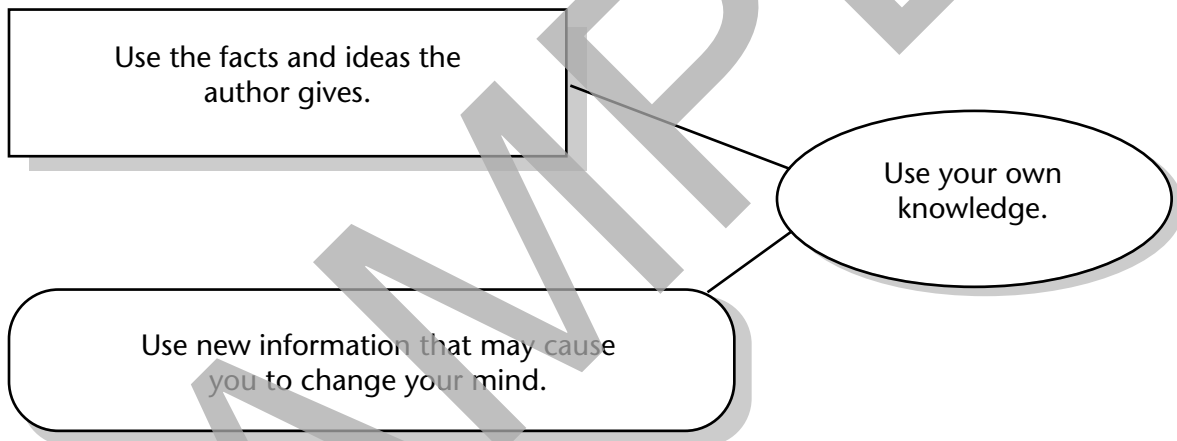 Use the facts and ideas the
author gives.
Use your own
knowledge.
Use new information that may cause
you to change your mind.